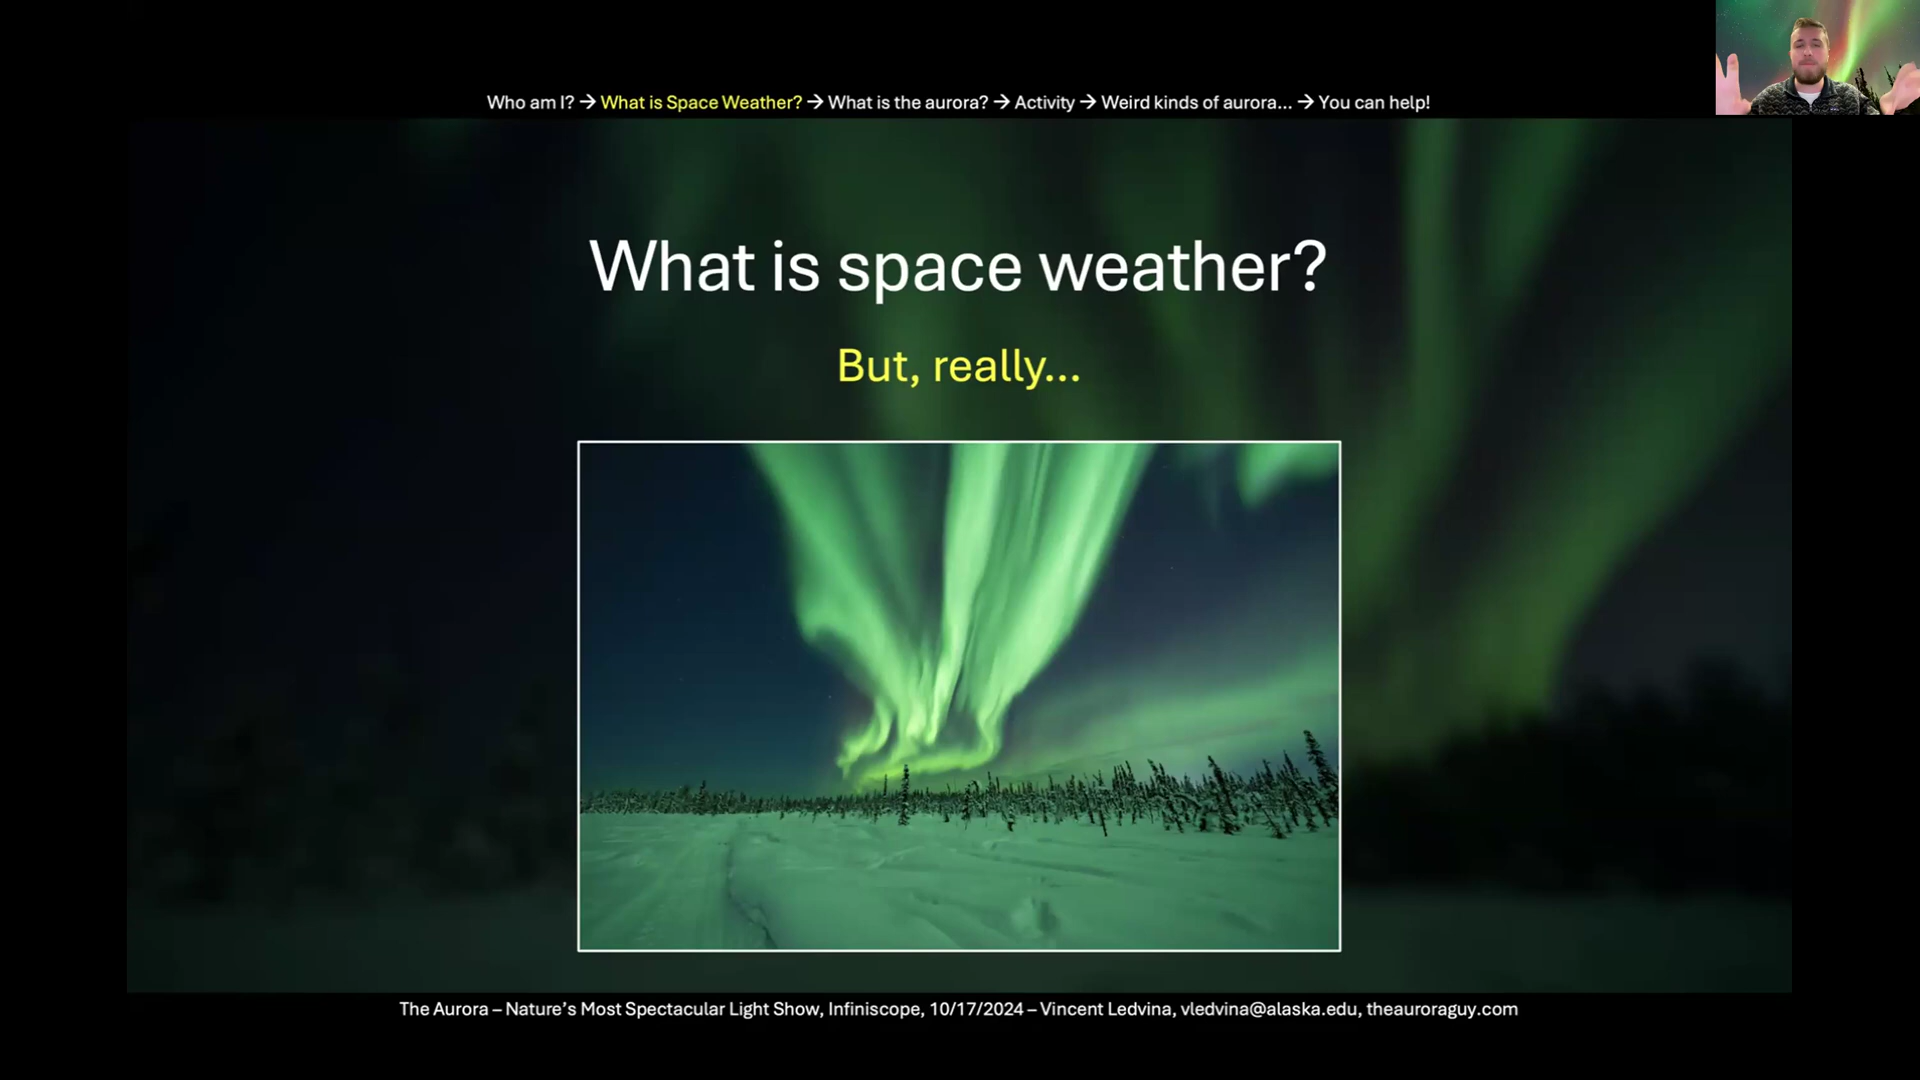 Who am I? → What is Space Weather? → What is the aurora? → Activity → Weird kinds of aurora... → You can help!
What is space weather?
But, really...
The Aurora – Nature's Most Spectacular Light Show, Infiniscope, 10/17/2024 – Vincent Ledvina, vledvina@alaska.edu, theauroraguy.com